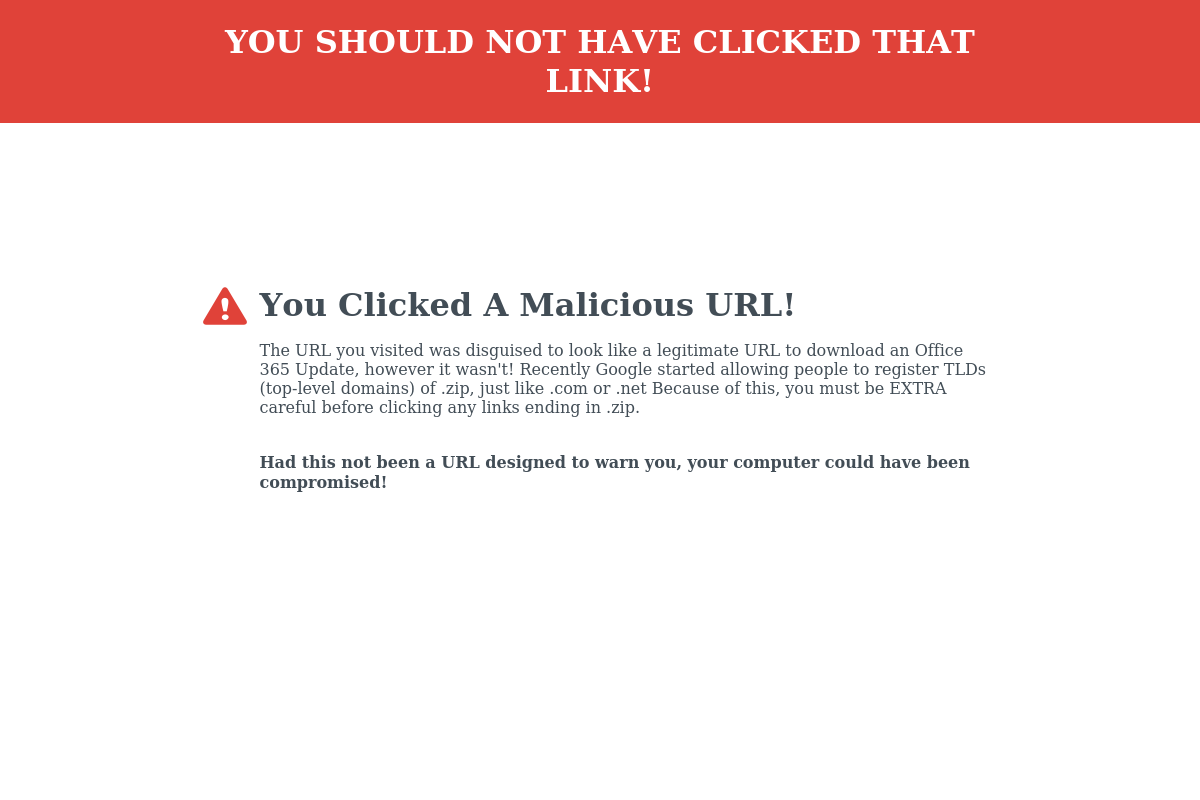 YOU SHOULD NOT HAVE CLICKED THAT
LINK!
You Clicked A Malicious URL!
The URL you visited was disguised to look like a legitimate URL to download an Office
365 Update, however it wasn't! Recently Google started allowing people to register TLDs
(top-level domains) of .zip, just like .com or .net Because of this, you must be EXTRA
careful before clicking any links ending in .zip.
Had this not been a URL designed to warn you, your computer could have been
compromised!